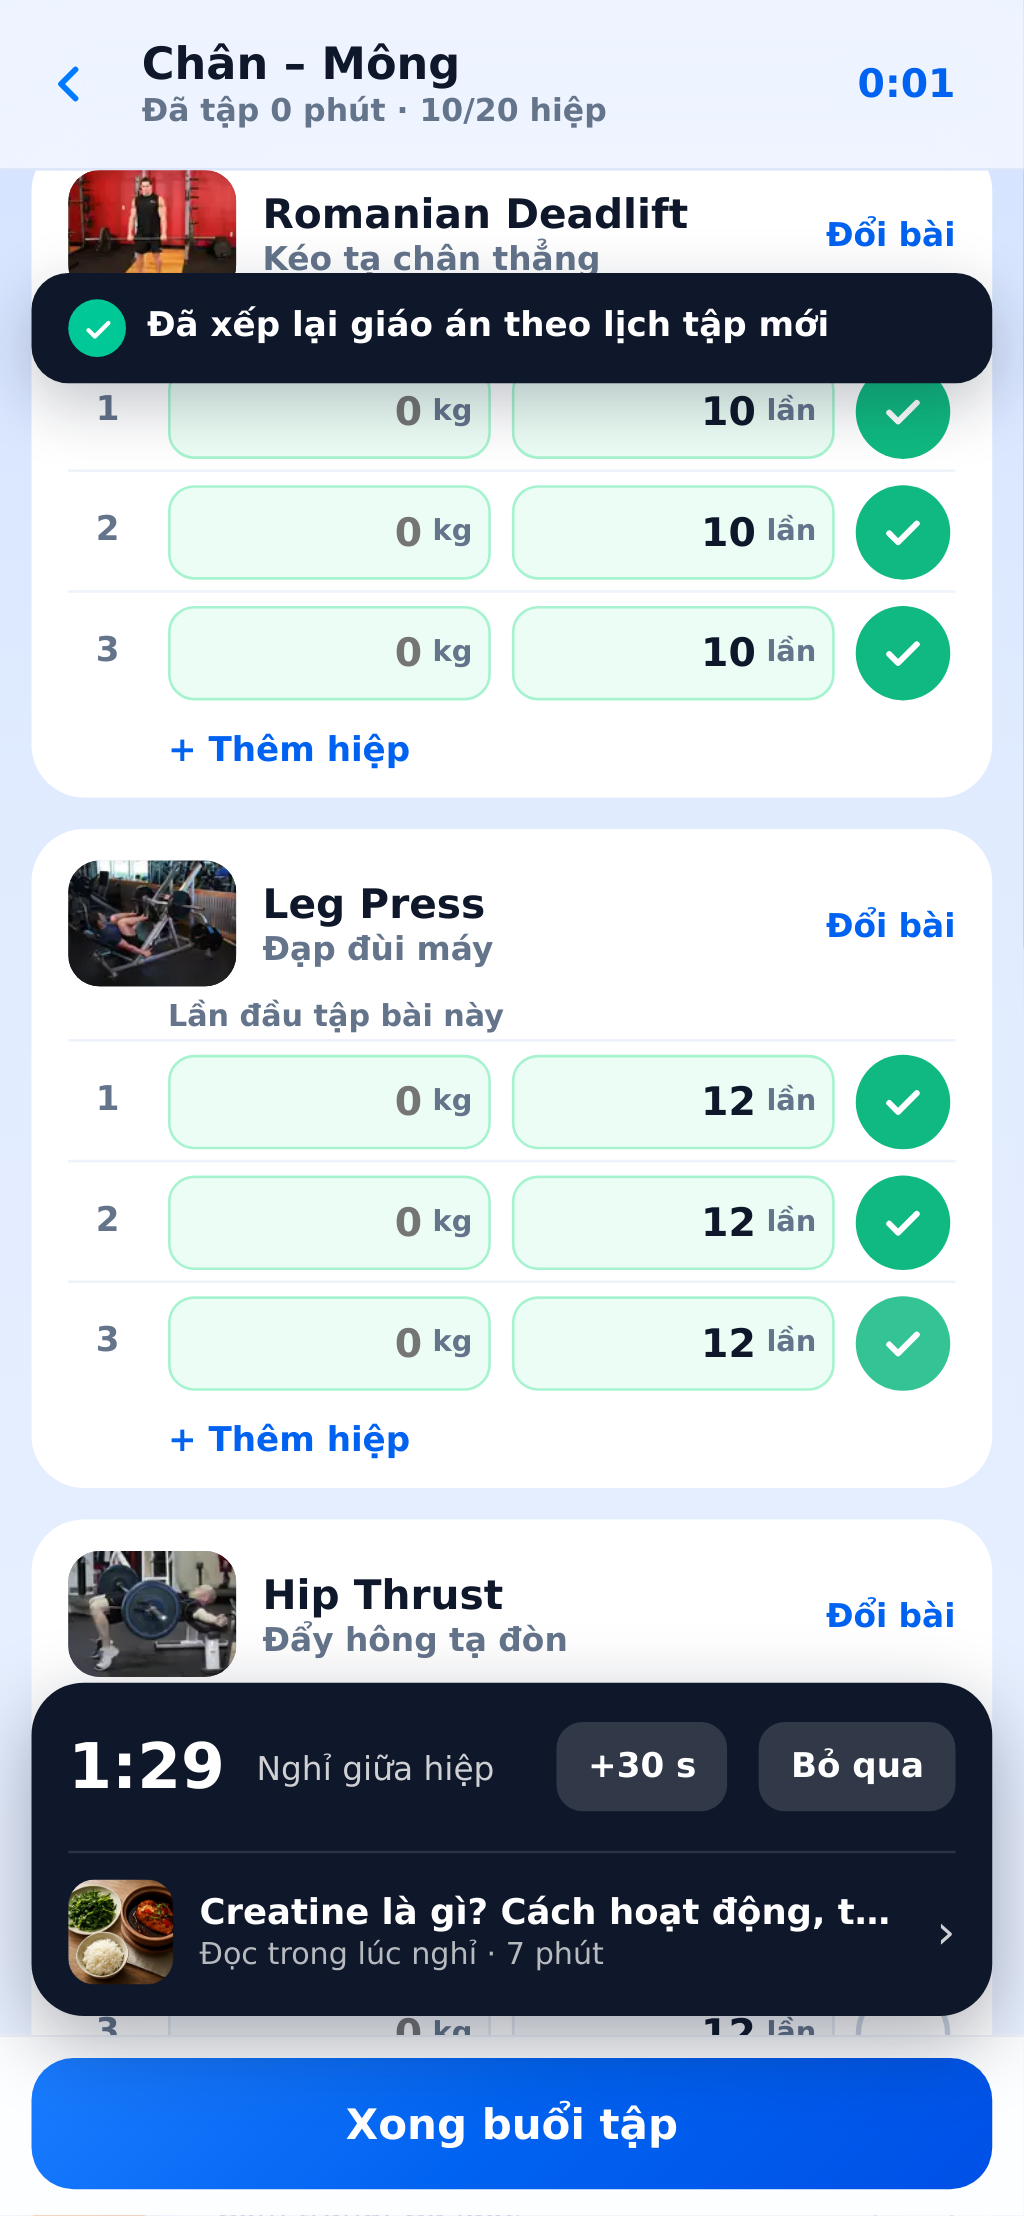 Chân – Mông
Đã tập 0 phút · 10/20 hiệp
0:01
Romanian Deadlift
Kéo tạ chân thẳng
Đổi bài
Đã xếp lại giáo án theo lịch tập mới
1 0 kg 10 lần
2 0 kg 10 lần
3 0 kg 10 lần
+ Thêm hiệp
Leg Press
Đạp đùi máy
Đổi bài
Lần đầu tập bài này
1 0 kg 12 lần
2 0 kg 12 lần
3 0 kg 12 lần
+ Thêm hiệp
Hip Thrust
Đẩy hông tạ đòn
Đổi bài
1:29 Nghỉ giữa hiệp +30 s Bỏ qua
Creatine là gì? Cách hoạt động, t...
Đọc trong lúc nghỉ · 7 phút
3 0 kg 12 lần
Xong buổi tập